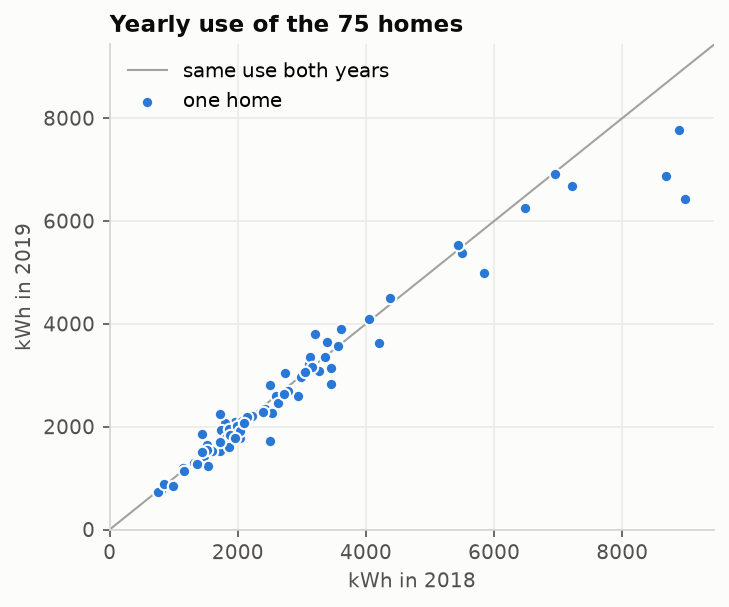 Yearly use of the 75 homes
same use both years
one home
8000
6000
4000
2000
0
kWh in 2019
0 2000 4000 6000 8000
kWh in 2018